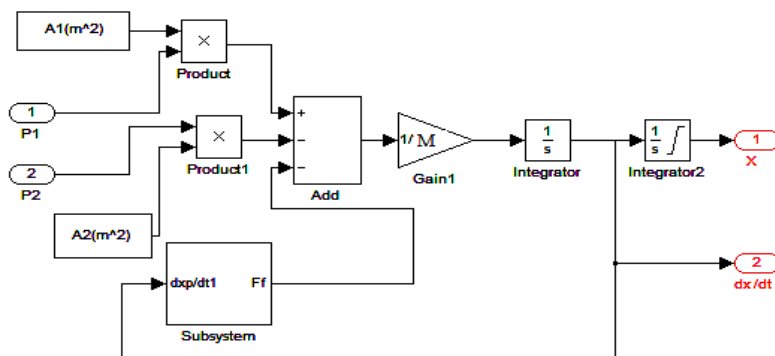 A1(m^2)
×
Product
1
P1
2
P2
×
Product1
A2(m^2)
+
−
−
Add
1/ M
Gain1
1
s
Integrator
1
s
Integrator2
1
X
2
dx/dt
dxp/dt1 Ff
Subsystem